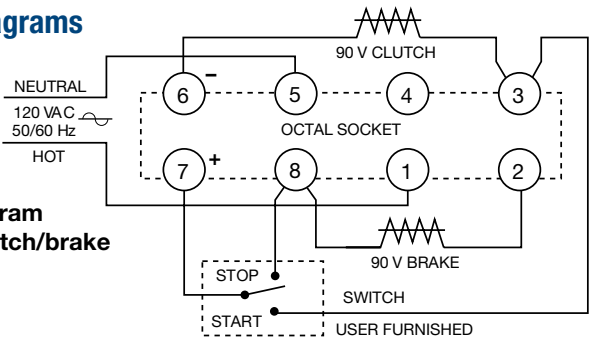 agrams
90 V CLUTCH
NEUTRAL
120 VAC
50/60 Hz
HOT
6
–
5
4
3
OCTAL SOCKET
7
+
8
1
2
ram
tch/brake
90 V BRAKE
STOP
SWITCH
START
USER FURNISHED